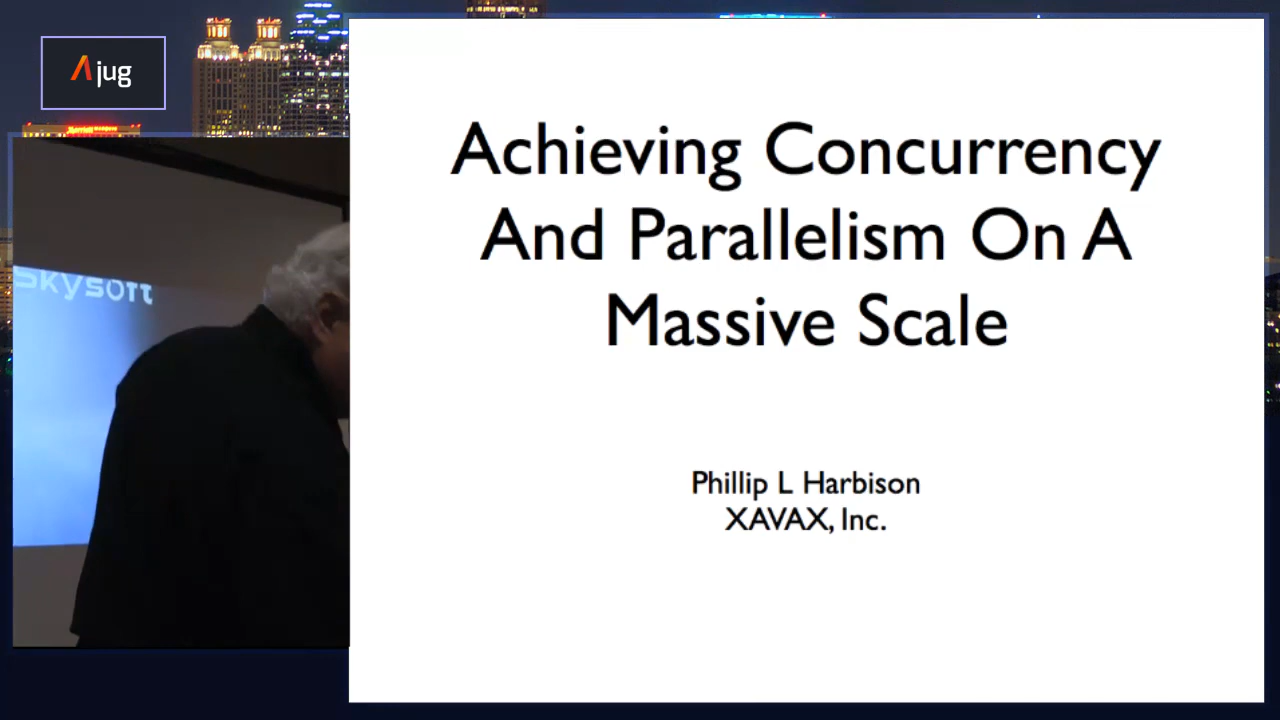 Ajug
Achieving Concurrency
And Parallelism On A
Massive Scale
Skysoft
Phillip L Harbison
XAVAX, Inc.